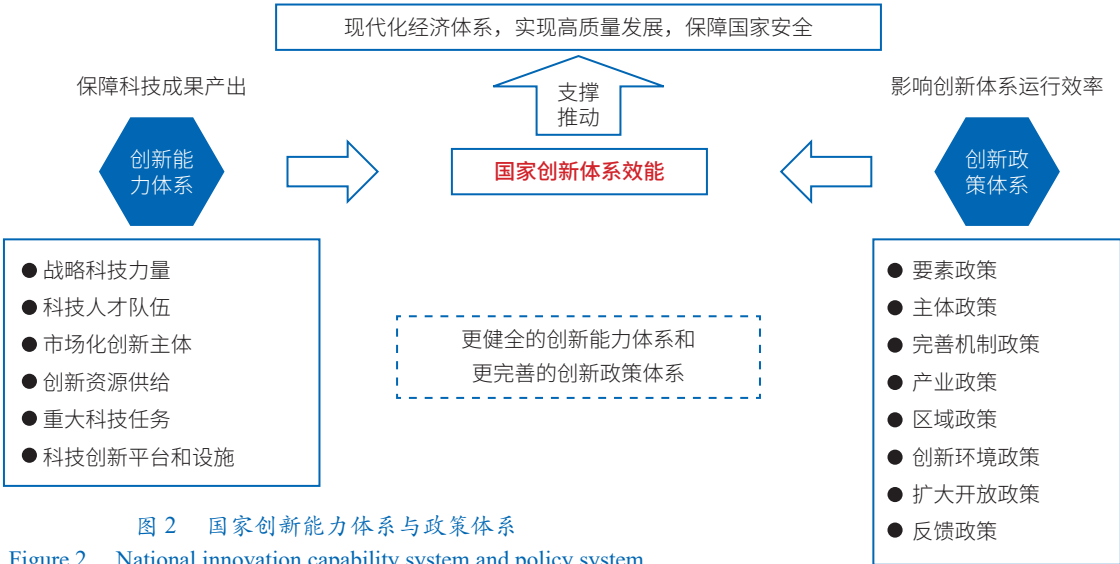 现代化经济体系，实现高质量发展，保障国家安全
保障科技成果产出
支撑
推动
影响创新体系运行效率
创新能
力体系
国家创新体系效能
创新政
策体系
● 战略科技力量
● 科技人才队伍
● 市场化创新主体
● 创新资源供给
● 重大科技任务
● 科技创新平台和设施
更健全的创新能力体系和
更完善的创新政策体系
● 要素政策
● 主体政策
● 完善机制政策
● 产业政策
● 区域政策
● 创新环境政策
● 扩大开放政策
● 反馈政策
图 2 国家创新能力体系与政策体系
Figure 2 National innovation capability system and policy system